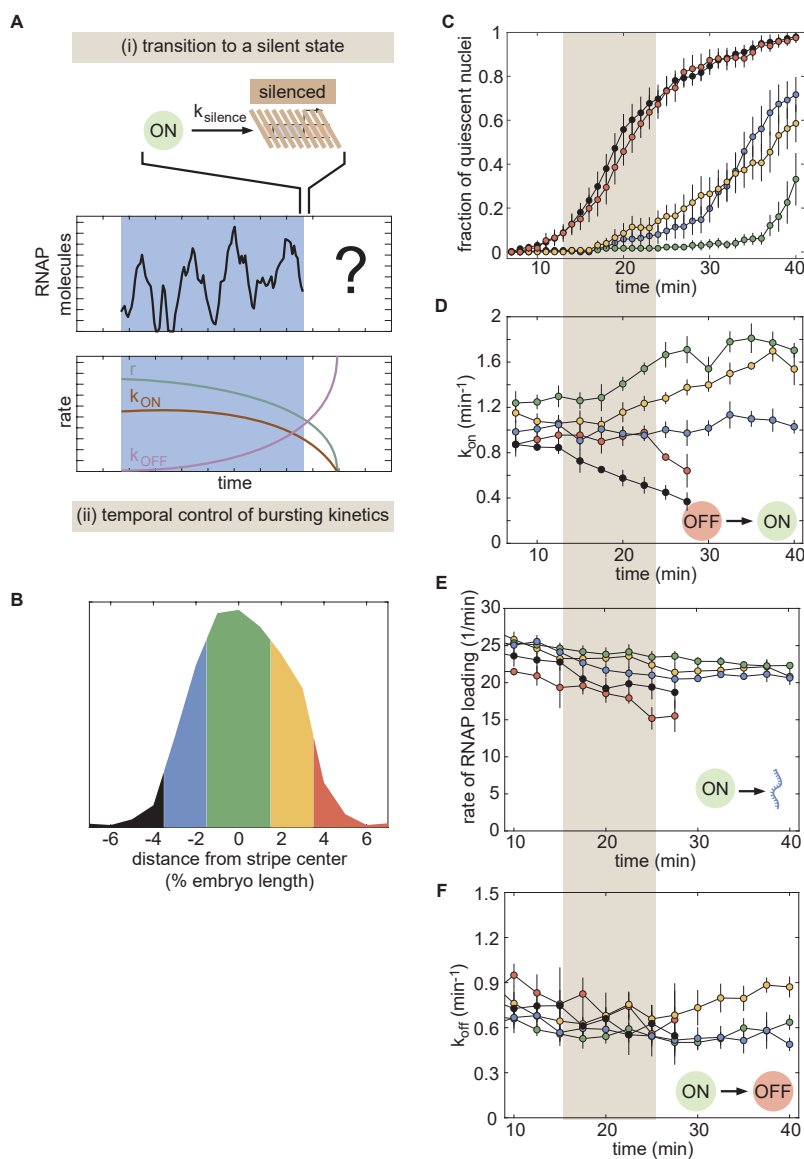 A
(i) transition to a silent state
silenced
ON
k_silence
RNAP
molecules
?
rate
r
k_ON
k_OFF
time
(ii) temporal control of bursting kinetics
B
-6 -4 -2 0 2 4 6
distance from stripe center
(% embryo length)
C
fraction of quiescent nuclei
1
0.8
0.6
0.4
0.2
0
10 20 30 40
time (min)
D
k_on (min⁻¹)
2
1.6
1.2
0.8
0.4
0
OFF ON
10 20 30 40
time (min)
E
rate of RNAP loading (1/min)
30
25
20
15
10
5
0
ON
10 20 30 40
time (min)
F
k_off (min⁻¹)
1.5
1.2
0.9
0.6
0.3
0
ON OFF
10 20 30 40
time (min)